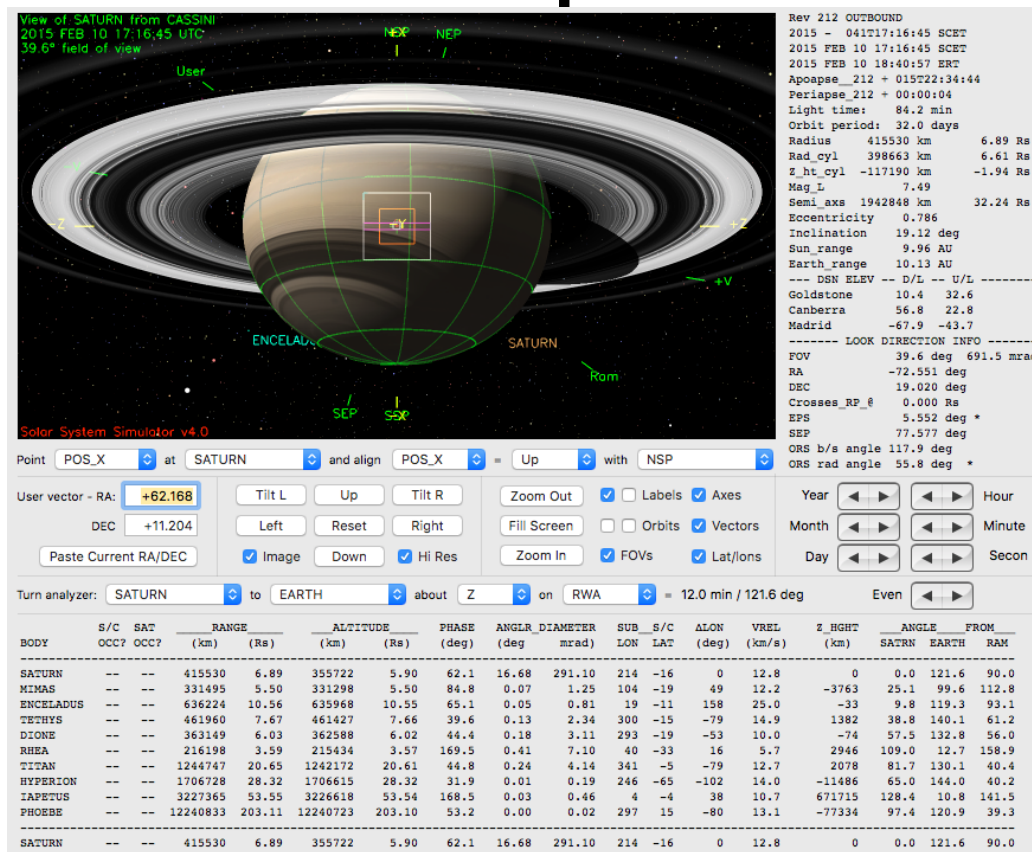 View of SATURN from CASSINI
2015 FEB 10 17:16:45 UTC
39.6° field of view
NEP
User
-Z
+Y
+Z
+V
ENCELADU
SATURN
Ram
SEP
Solar System Simulator v4.0
Rev 212 OUTBOUND
2015 - 041T17:16:45 SCET
2015 FEB 10 17:16:45 SCET
2015 FEB 10 18:40:57 ERT
Apoapse__212 + 015T22:34:44
Periapse_212 + 00:00:04
Light time: 84.2 min
Orbit period: 32.0 days
Radius 415530 km 6.89 Rs
Rad_cyl 398663 km 6.61 Rs
Z_ht_cyl -117190 km -1.94 Rs
Mag_L 7.49
Semi_axs 1942848 km 32.24 Rs
Eccentricity 0.786
Inclination 19.12 deg
Sun_range 9.96 AU
Earth_range 10.13 AU
--- DSN ELEV -- D/L -- U/L -------
Goldstone 10.4 32.6
Canberra 56.8 22.8
Madrid -67.9 -43.7
------- LOOK DIRECTION INFO ------
FOV 39.6 deg 691.5 mrad
RA -72.551 deg
DEC 19.020 deg
Crosses_RP_@ 0.000 Rs
EPS 5.552 deg *
SEP 77.577 deg
ORS b/s angle 117.9 deg
ORS rad angle 55.8 deg *
Point POS_X at SATURN and align POS_X = Up with NSP
User vector - RA: +62.168 Tilt L Up Tilt R Zoom Out Labels Axes Year Hour
DEC +11.204 Left Reset Right Fill Screen Orbits Vectors Month Minute
Paste Current RA/DEC Image Down Hi Res Zoom In FOVs Lat/lons Day Secon
Turn analyzer: SATURN to EARTH about Z on RWA = 12.0 min / 121.6 deg Even
S/C SAT ___RANGE___ ___ALTITUDE___ PHASE ANGLR_DIAMETER SUB__S/C ΔLON VREL Z_HGHT ___ANGLE___FROM___
BODY OCC? OCC? (km) (Rs) (km) (Rs) (deg) (deg mrad) LON LAT (deg) (km/s) (km) SATRN EARTH RAM
SATURN -- -- 415530 6.89 355722 5.90 62.1 16.68 291.10 214 -16 0 12.8 0 0.0 121.6 90.0
MIMAS -- -- 331495 5.50 331298 5.50 84.8 0.07 1.25 104 -19 49 12.2 -3763 25.1 99.6 112.8
ENCELADUS -- -- 636224 10.56 635968 10.55 65.1 0.05 0.81 19 -11 158 25.0 -33 9.8 119.3 93.1
TETHYS -- -- 461960 7.67 461427 7.66 39.6 0.13 2.34 300 -15 -79 14.9 1382 38.8 140.1 61.2
DIONE -- -- 363149 6.03 362588 6.02 44.4 0.18 3.11 293 -19 -53 10.0 -74 57.5 132.8 56.0
RHEA -- -- 216198 3.59 215434 3.57 169.5 0.41 7.10 40 -33 16 5.7 2946 109.0 12.7 158.9
TITAN -- -- 1244747 20.65 1242172 20.61 44.8 0.24 4.14 341 -5 -79 12.7 2078 81.7 130.1 40.4
HYPERION -- -- 1706728 28.32 1706615 28.32 31.9 0.01 0.19 246 -65 -102 14.0 -11486 65.0 144.0 40.2
IAPETUS -- -- 3227365 53.55 3226618 53.54 168.5 0.03 0.46 4 -4 38 10.7 671715 128.4 10.8 141.5
PHOEBE -- -- 12240833 203.11 12240723 203.10 53.2 0.00 0.02 297 15 -80 13.1 -77334 97.4 120.9 39.3
SATURN -- -- 415530 6.89 355722 5.90 62.1 16.68 291.10 214 -16 0 12.8 0 0.0 121.6 90.0